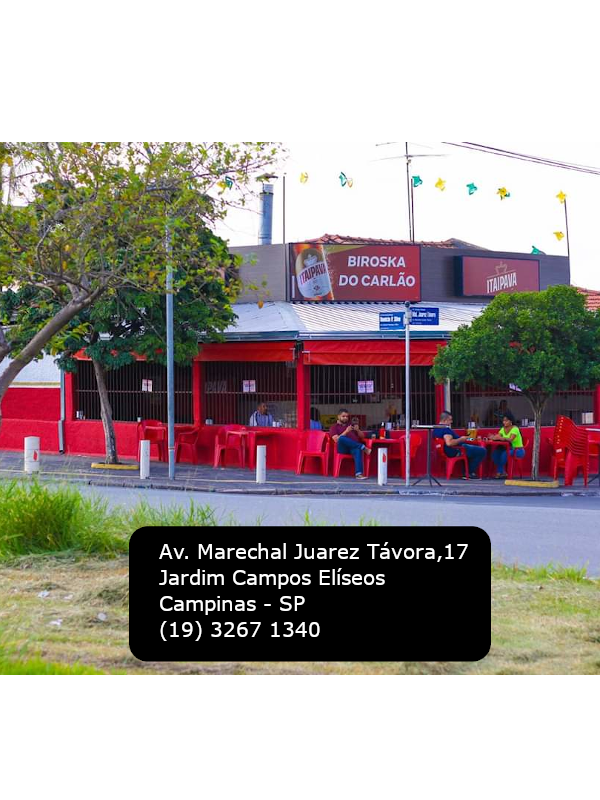 BIROSKA
DO CARLÃO
ITAIPAVA
ITAIPAVA
Av. Marechal Juarez Távora,17
Jardim Campos Elíseos
Campinas - SP
(19) 3267 1340